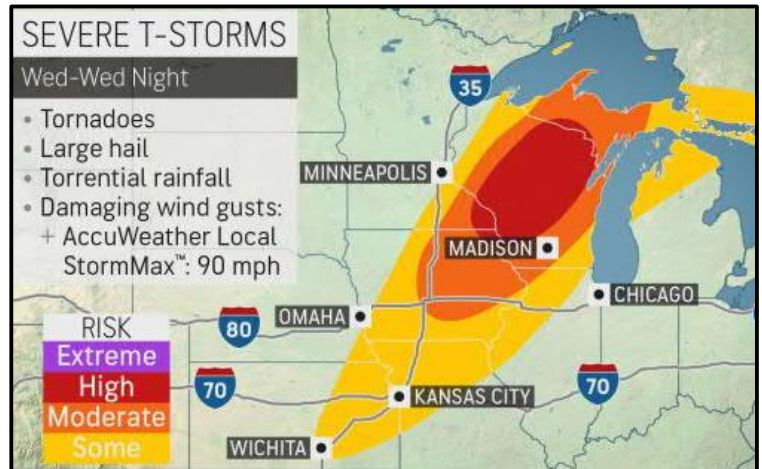 SEVERE T-STORMS
Wed-Wed Night
• Tornadoes
• Large hail
• Torrential rainfall
• Damaging wind gusts:
+ AccuWeather Local
StormMax™: 90 mph
35
MINNEAPOLIS
MADISON
CHICAGO
OMAHA
80
RISK
Extreme
High
Moderate
Some
70
KANSAS CITY
70
WICHITA